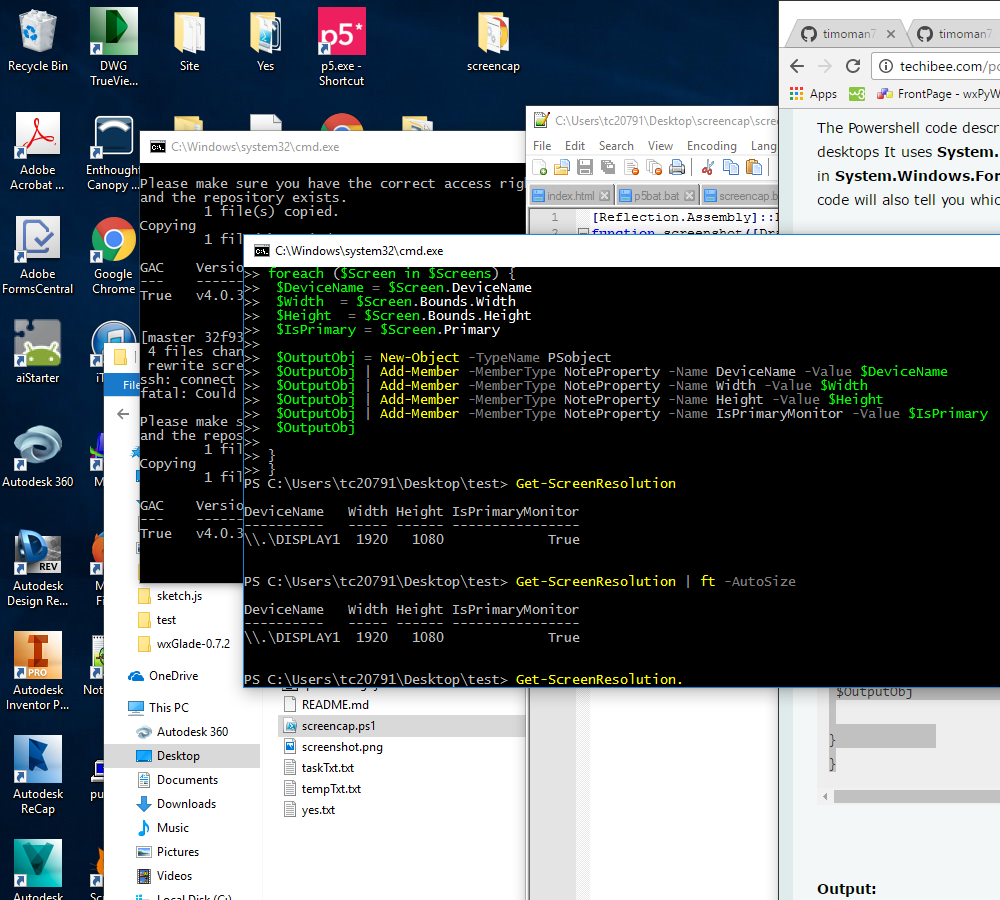 Recycle Bin
DWG
TrueVie...
Site
Yes
p5*
p5.exe -
Shortcut
screencap
Adobe
Acrobat ...
Enthought
Canopy ...
Adobe
FormsCentral
Google
Chrome
aiStarter
iT
Autodesk 360
M
REV
Autodesk
Design Re...
M
Fi
PRO
Autodesk
Inventor P...
Not
Autodesk
ReCap
pu
Autodesk
Sc
C:\Windows\system32\cmd.exe
Please make sure you have the correct access rig
and the repository exists.
1 file(s) copied.
Copying
1 fil
GAC Versio
--- ------
True v4.0.3
[master 32f93
4 files chan
rewrite scre
ssh: connect
fatal: Could
Please make s
and the repos
1 fil
Copying
1 fil
GAC Versio
--- ------
True v4.0.3
C:\Users\tc20791\Desktop\screencap\scree
File Edit Search View Encoding Lang
index.html p5bat.bat screencap.b
1 [Reflection.Assembly]::L
2 function screenshot([Dra
timoman7
timoman7
techibee.com/po
Apps w3 FrontPage - wxPyW
The Powershell code descr
desktops It uses System.
in System.Windows.For
code will also tell you whic
C:\Windows\system32\cmd.exe
>> foreach ($Screen in $Screens) {
>> $DeviceName = $Screen.DeviceName
>> $Width = $Screen.Bounds.Width
>> $Height = $Screen.Bounds.Height
>> $IsPrimary = $Screen.Primary
>>
>> $OutputObj = New-Object -TypeName PSobject
>> $OutputObj | Add-Member -MemberType NoteProperty -Name DeviceName -Value $DeviceName
>> $OutputObj | Add-Member -MemberType NoteProperty -Name Width -Value $Width
>> $OutputObj | Add-Member -MemberType NoteProperty -Name Height -Value $Height
>> $OutputObj | Add-Member -MemberType NoteProperty -Name IsPrimaryMonitor -Value $IsPrimary
>> $OutputObj
>>
>> }
>> }
PS C:\Users\tc20791\Desktop\test> Get-ScreenResolution
DeviceName Width Height IsPrimaryMonitor
---------- ----- ------ ----------------
\\.\DISPLAY1 1920 1080 True
PS C:\Users\tc20791\Desktop\test> Get-ScreenResolution | ft -AutoSize
DeviceName Width Height IsPrimaryMonitor
---------- ----- ------ ----------------
\\.\DISPLAY1 1920 1080 True
PS C:\Users\tc20791\Desktop\test> Get-ScreenResolution.
File
sketch.js
test
wxGlade-0.7.2
OneDrive
This PC
Autodesk 360
Desktop
Documents
Downloads
Music
Pictures
Videos
Local Disk (C:)
README.md
screencap.ps1
screenshot.png
taskTxt.txt
tempTxt.txt
yes.txt
$OutputObj
}
}
Output: